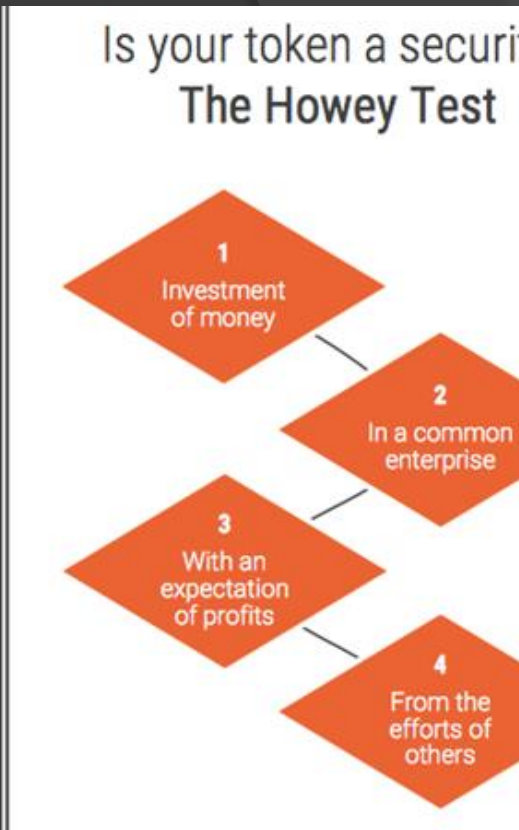 Is your token a securi
The Howey Test
1
Investment
of money
2
In a common
enterprise
3
With an
expectation
of profits
4
From the
efforts of
others